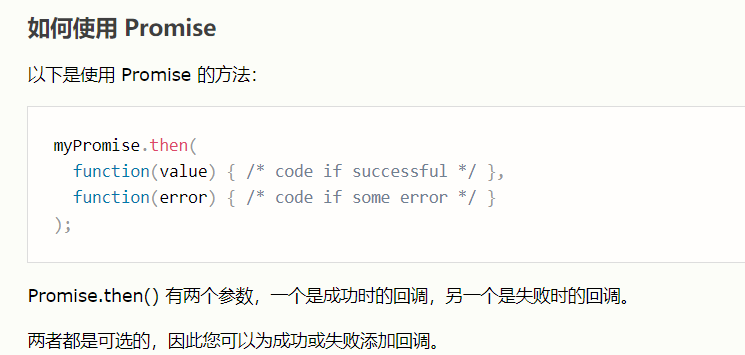 如何使用 Promise
以下是使用 Promise 的方法：
myPromise.then(
  function(value) { /* code if successful */ },
  function(error) { /* code if some error */ }
);
Promise.then() 有两个参数，一个是成功时的回调，另一个是失败时的回调。
两者都是可选的，因此您可以为成功或失败添加回调。